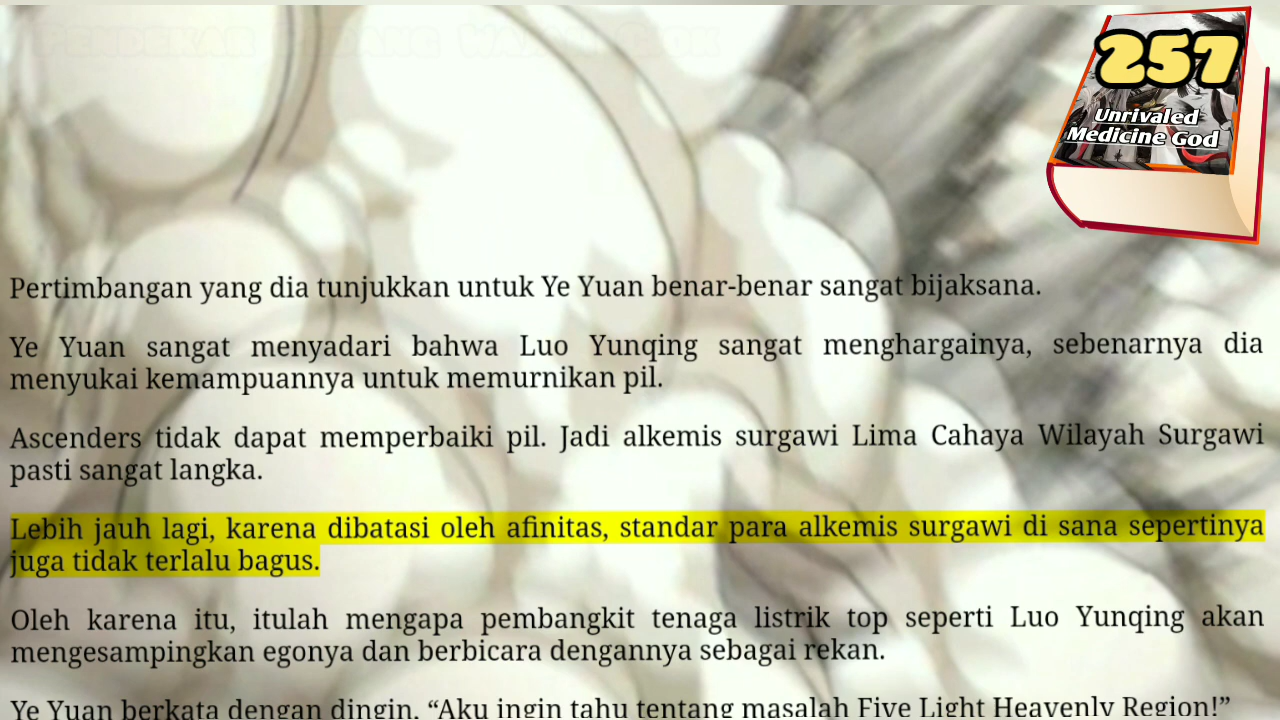 257
Unrivaled
Medicine God
Pertimbangan yang dia tunjukkan untuk Ye Yuan benar-benar sangat bijaksana.
Ye Yuan sangat menyadari bahwa Luo Yunqing sangat menghargainya, sebenarnya dia
menyukai kemampuannya untuk memurnikan pil.
Ascenders tidak dapat memperbaiki pil. Jadi alkemis surgawi Lima Cahaya Wilayah Surgawi
pasti sangat langka.
Lebih jauh lagi, karena dibatasi oleh afinitas, standar para alkemis surgawi di sana sepertinya
juga tidak terlalu bagus.
Oleh karena itu, itulah mengapa pembangkit tenaga listrik top seperti Luo Yunqing akan
mengesampingkan egonya dan berbicara dengannya sebagai rekan.
Ye Yuan berkata dengan dingin, “Aku ingin tahu tentang masalah Five Light Heavenly Region!”